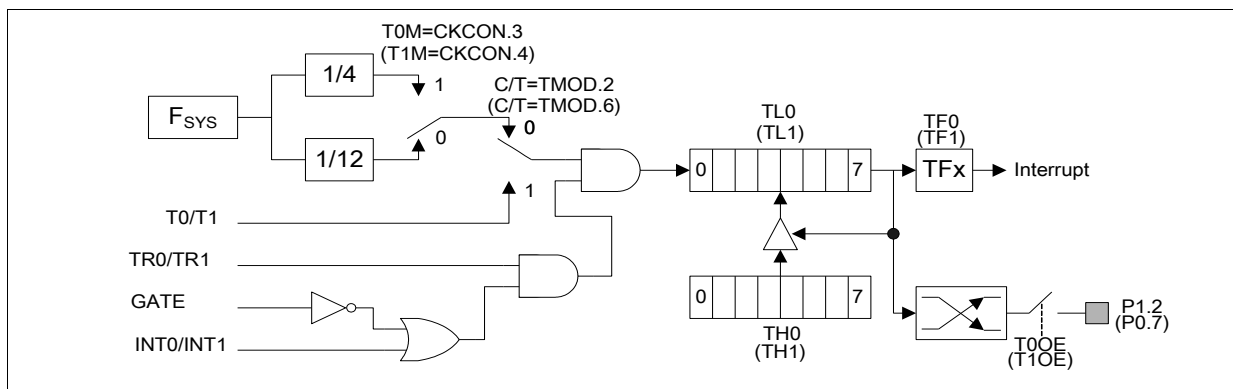 T0M=CKCON.3
(T1M=CKCON.4)
1/4
1
C/T=TMOD.2
(C/T=TMOD.6)
FSYS
0
0
1/12
1
T0/T1
TR0/TR1
GATE
INT0/INT1
TL0
(TL1)
0
7
TF0
(TF1)
TFx
Interrupt
0
7
TH0
(TH1)
P1.2
(P0.7)
T0OE
(T1OE)